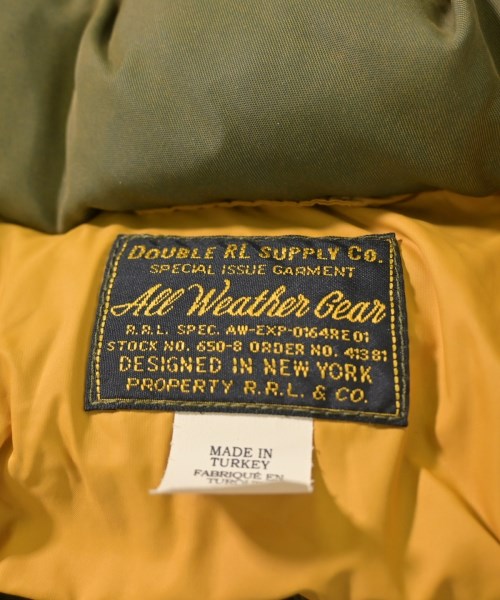 DOUBLE RL SUPPLY CO.
SPECIAL ISSUE GARMENT
All Weather Gear
R.R.L. SPEC. AW-EXP-0164RE01
STOCK NO. 650-8 ORDER NO. 41381
DESIGNED IN NEW YORK
PROPERTY R.R.L. & CO.
MADE IN
TURKEY
FABRIQUÉ EN